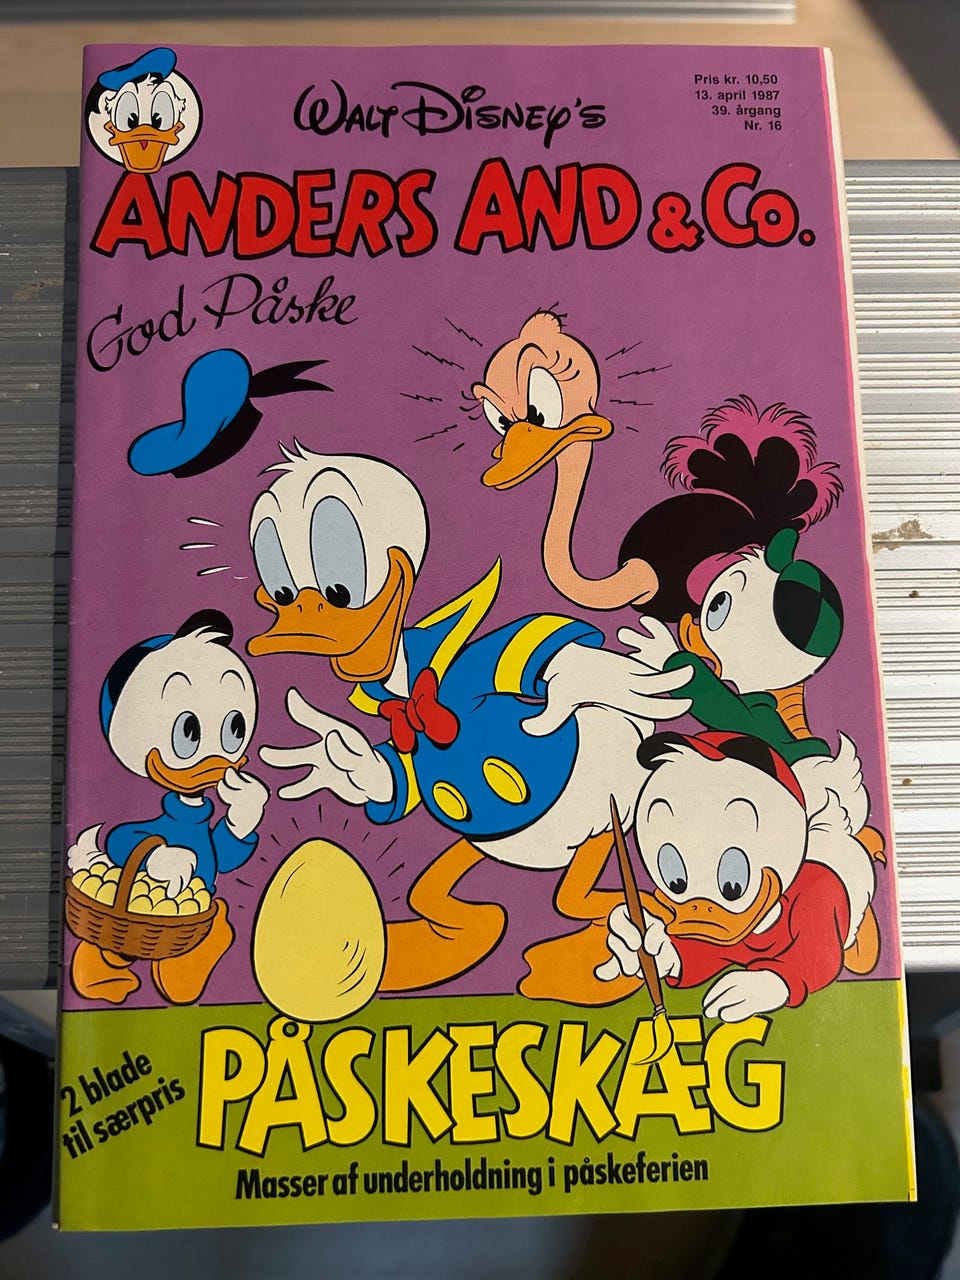 Pris kr. 10,50
13. april 1987
39. årgang
Nr. 16
WALT DISNEY'S
ANDERS AND & Co.
God Påske
2 blade
til særpris
PÅSKESKÆG
Masser af underholdning i påskeferien